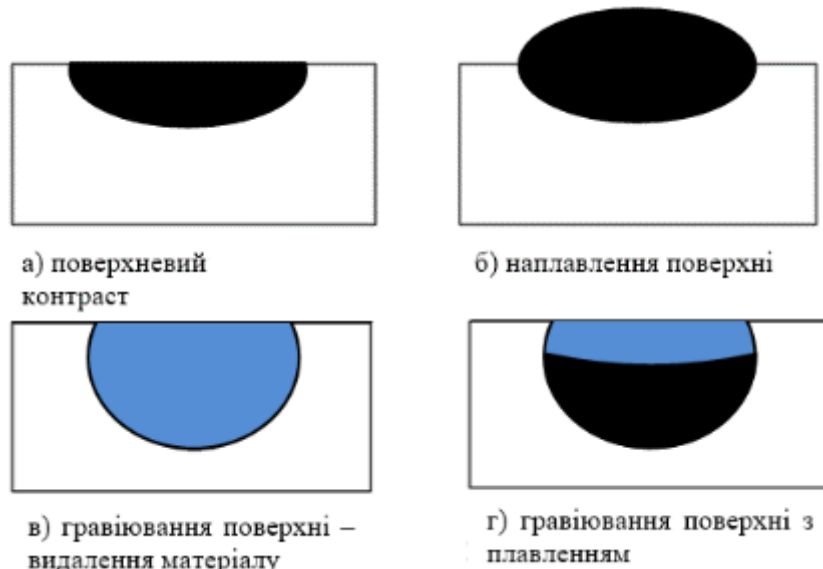 а) поверхневий
контраст
б) наплавлення поверхні
в) гравіювання поверхні –
видалення матеріалу
г) гравіювання поверхні з
плавленням